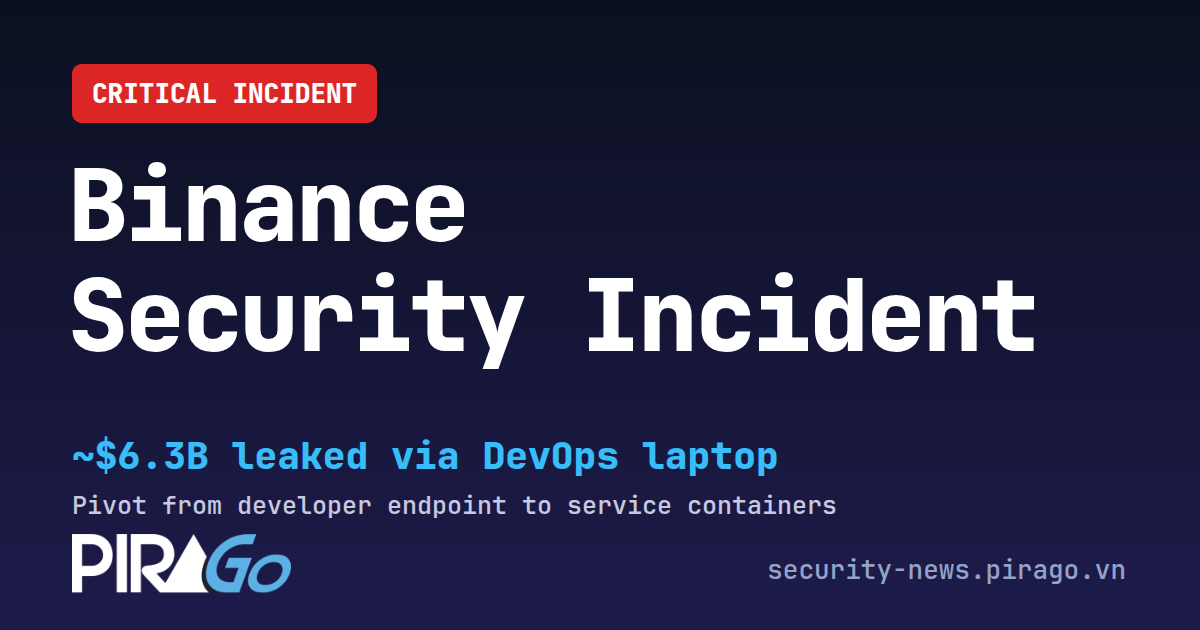 CRITICAL INCIDENT
Binance
Security Incident
~$6.3B leaked via DevOps laptop
Pivot from developer endpoint to service containers
PIRAGO
security-news.pirago.vn